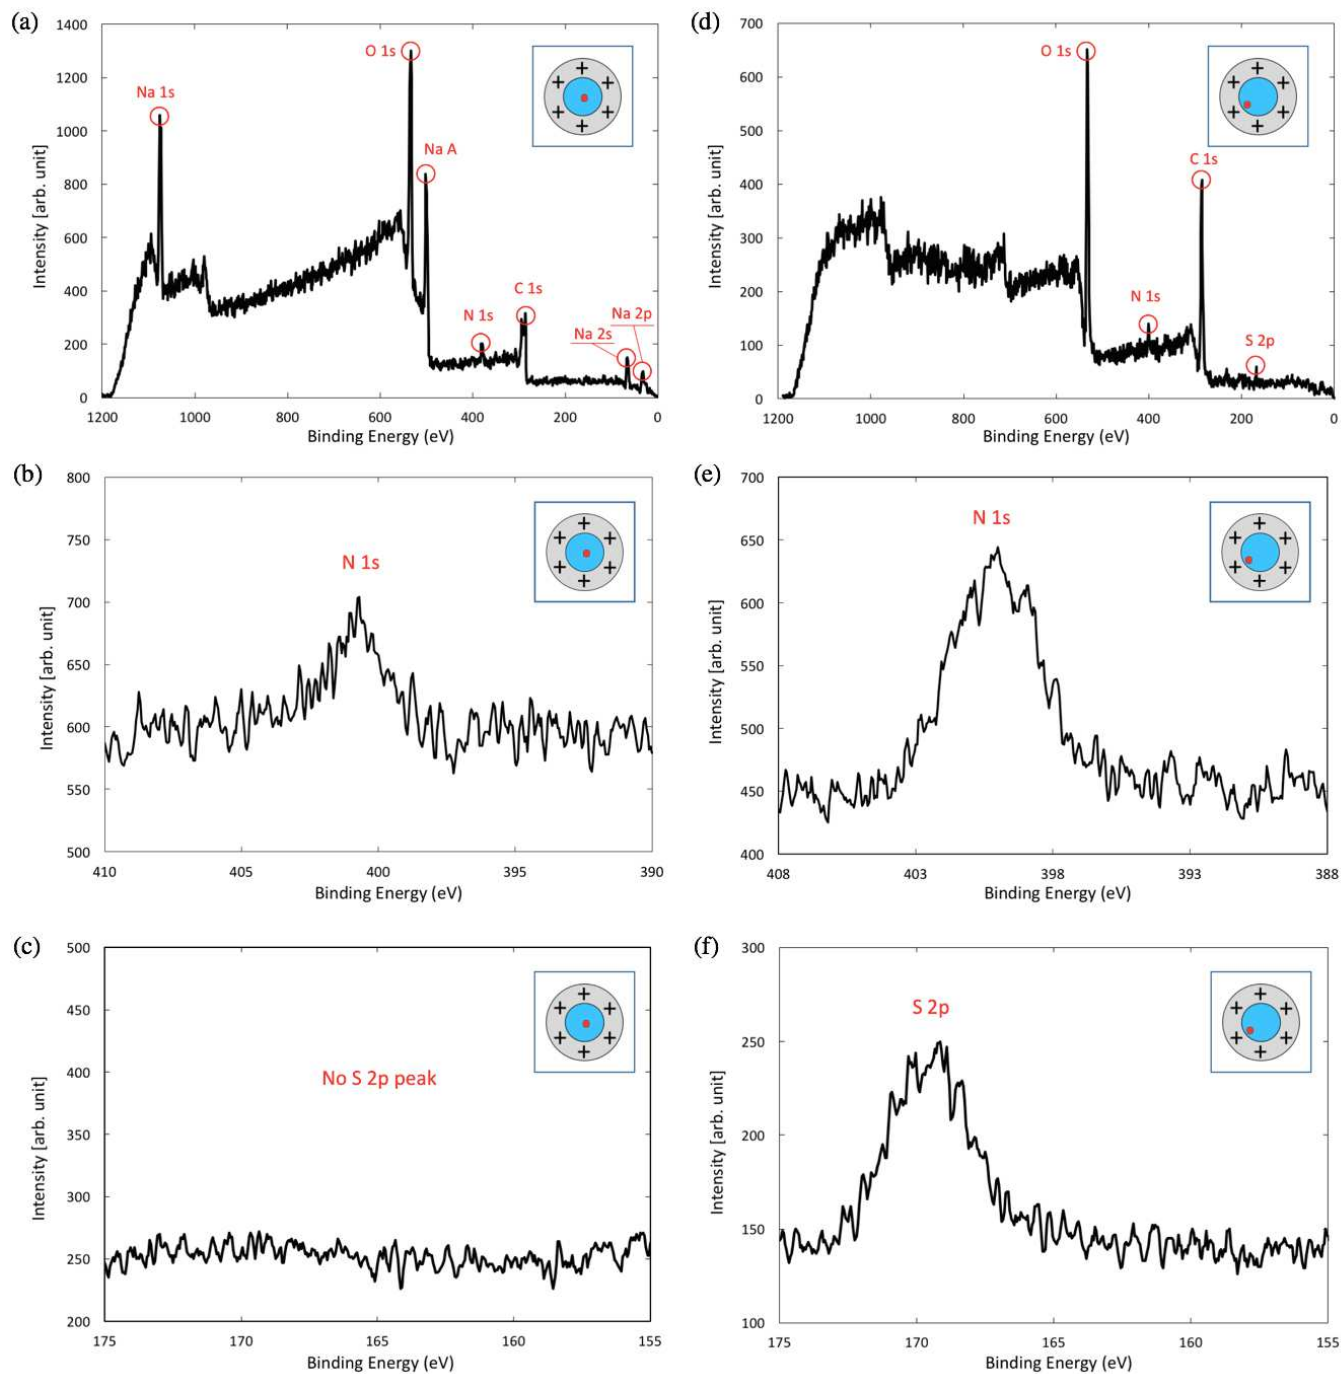 (a)
1400
1200
1000
800
600
400
200
0
Intensity [arb. unit]
Na 1s
O 1s
Na A
N 1s
C 1s
Na 2s
Na 2p
+ + + + + +
1200 1000 800 600 400 200 0
Binding Energy (eV)
(d)
700
600
500
400
300
200
100
0
Intensity [arb. unit]
O 1s
C 1s
N 1s
S 2p
+ + + + + +
1200 1000 800 600 400 200 0
Binding Energy (eV)
(b)
800
750
700
650
600
550
500
Intensity [arb. unit]
N 1s
+ + + + + +
410 405 400 395 390
Binding Energy (eV)
(e)
700
650
600
550
500
450
400
Intensity [arb. unit]
N 1s
+ + + + + +
408 403 398 393 388
Binding Energy (eV)
(c)
500
450
400
350
300
250
200
Intensity [arb. unit]
No S 2p peak
+ + + + + +
175 170 165 160 155
Binding Energy (eV)
(f)
300
250
200
150
100
Intensity [arb. unit]
S 2p
+ + + + + +
175 170 165 160 155
Binding Energy (eV)